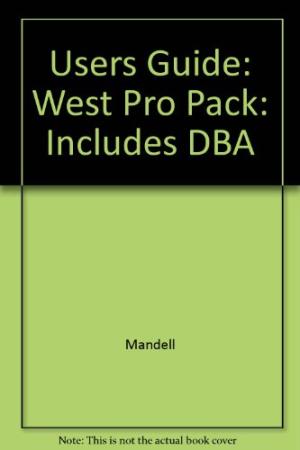 Users Guide:
West Pro Pack:
Includes DBA
Mandell
Note: This is not the actual book cover